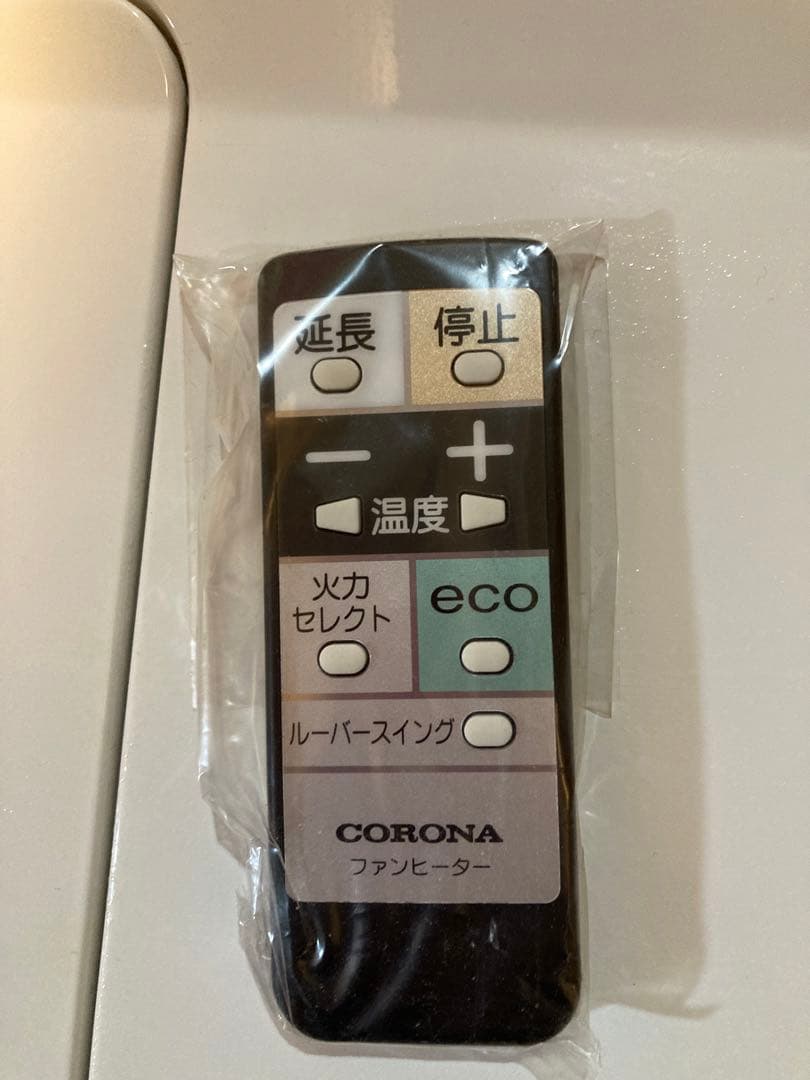 延長 停止
－ ＋
温度
火力
セレクト
eco
ルーバースイング
CORONA
ファンヒーター